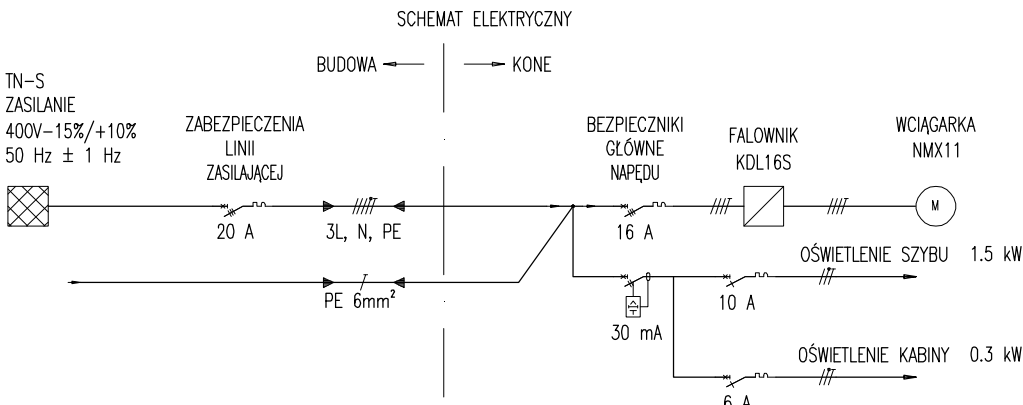 SCHEMAT ELEKTRYCZNY
BUDOWA
KONE
TN-S
ZASILANIE
400V-15%/+10%
50 Hz ± 1 Hz
ZABEZPIECZENIA
LINII
ZASILAJĄCEJ
BEZPIECZNIKI
GŁÓWNE
NAPĘDU
FALOWNIK
KDL16S
WCIĄGARKA
NMX11
M
20 A
3L, N, PE
16 A
OŚWIETLENIE SZYBU 1.5 kW
PE 6mm²
10 A
30 mA
OŚWIETLENIE KABINY 0.3 kW
6 A